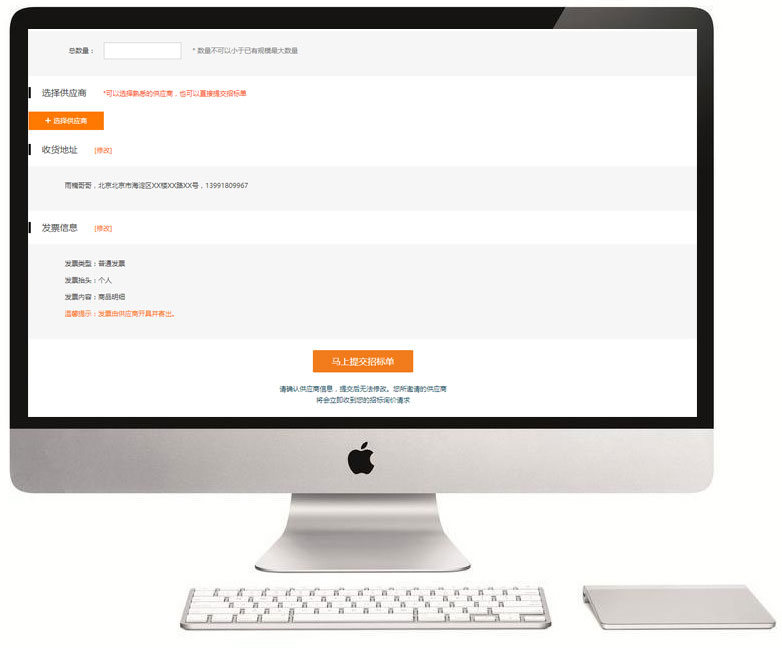 总数量：
* 数量不可以小于已有规模最大数量
选择供应商 *可以选择熟悉的供应商，也可以直接提交招标单
+ 选择供应商
收货地址 [修改]
雨槐哥哥，北京北京市海淀区XX楼XX路XX号，13991809967
发票信息 [修改]
发票类型：普通发票
发票抬头：个人
发票内容：商品明细
温馨提示：发票由供应商开具并寄出。
马上提交招标单
请确认供应商信息，提交后无法修改。您所邀请的供应商
将会立即收到您的招标询价请求